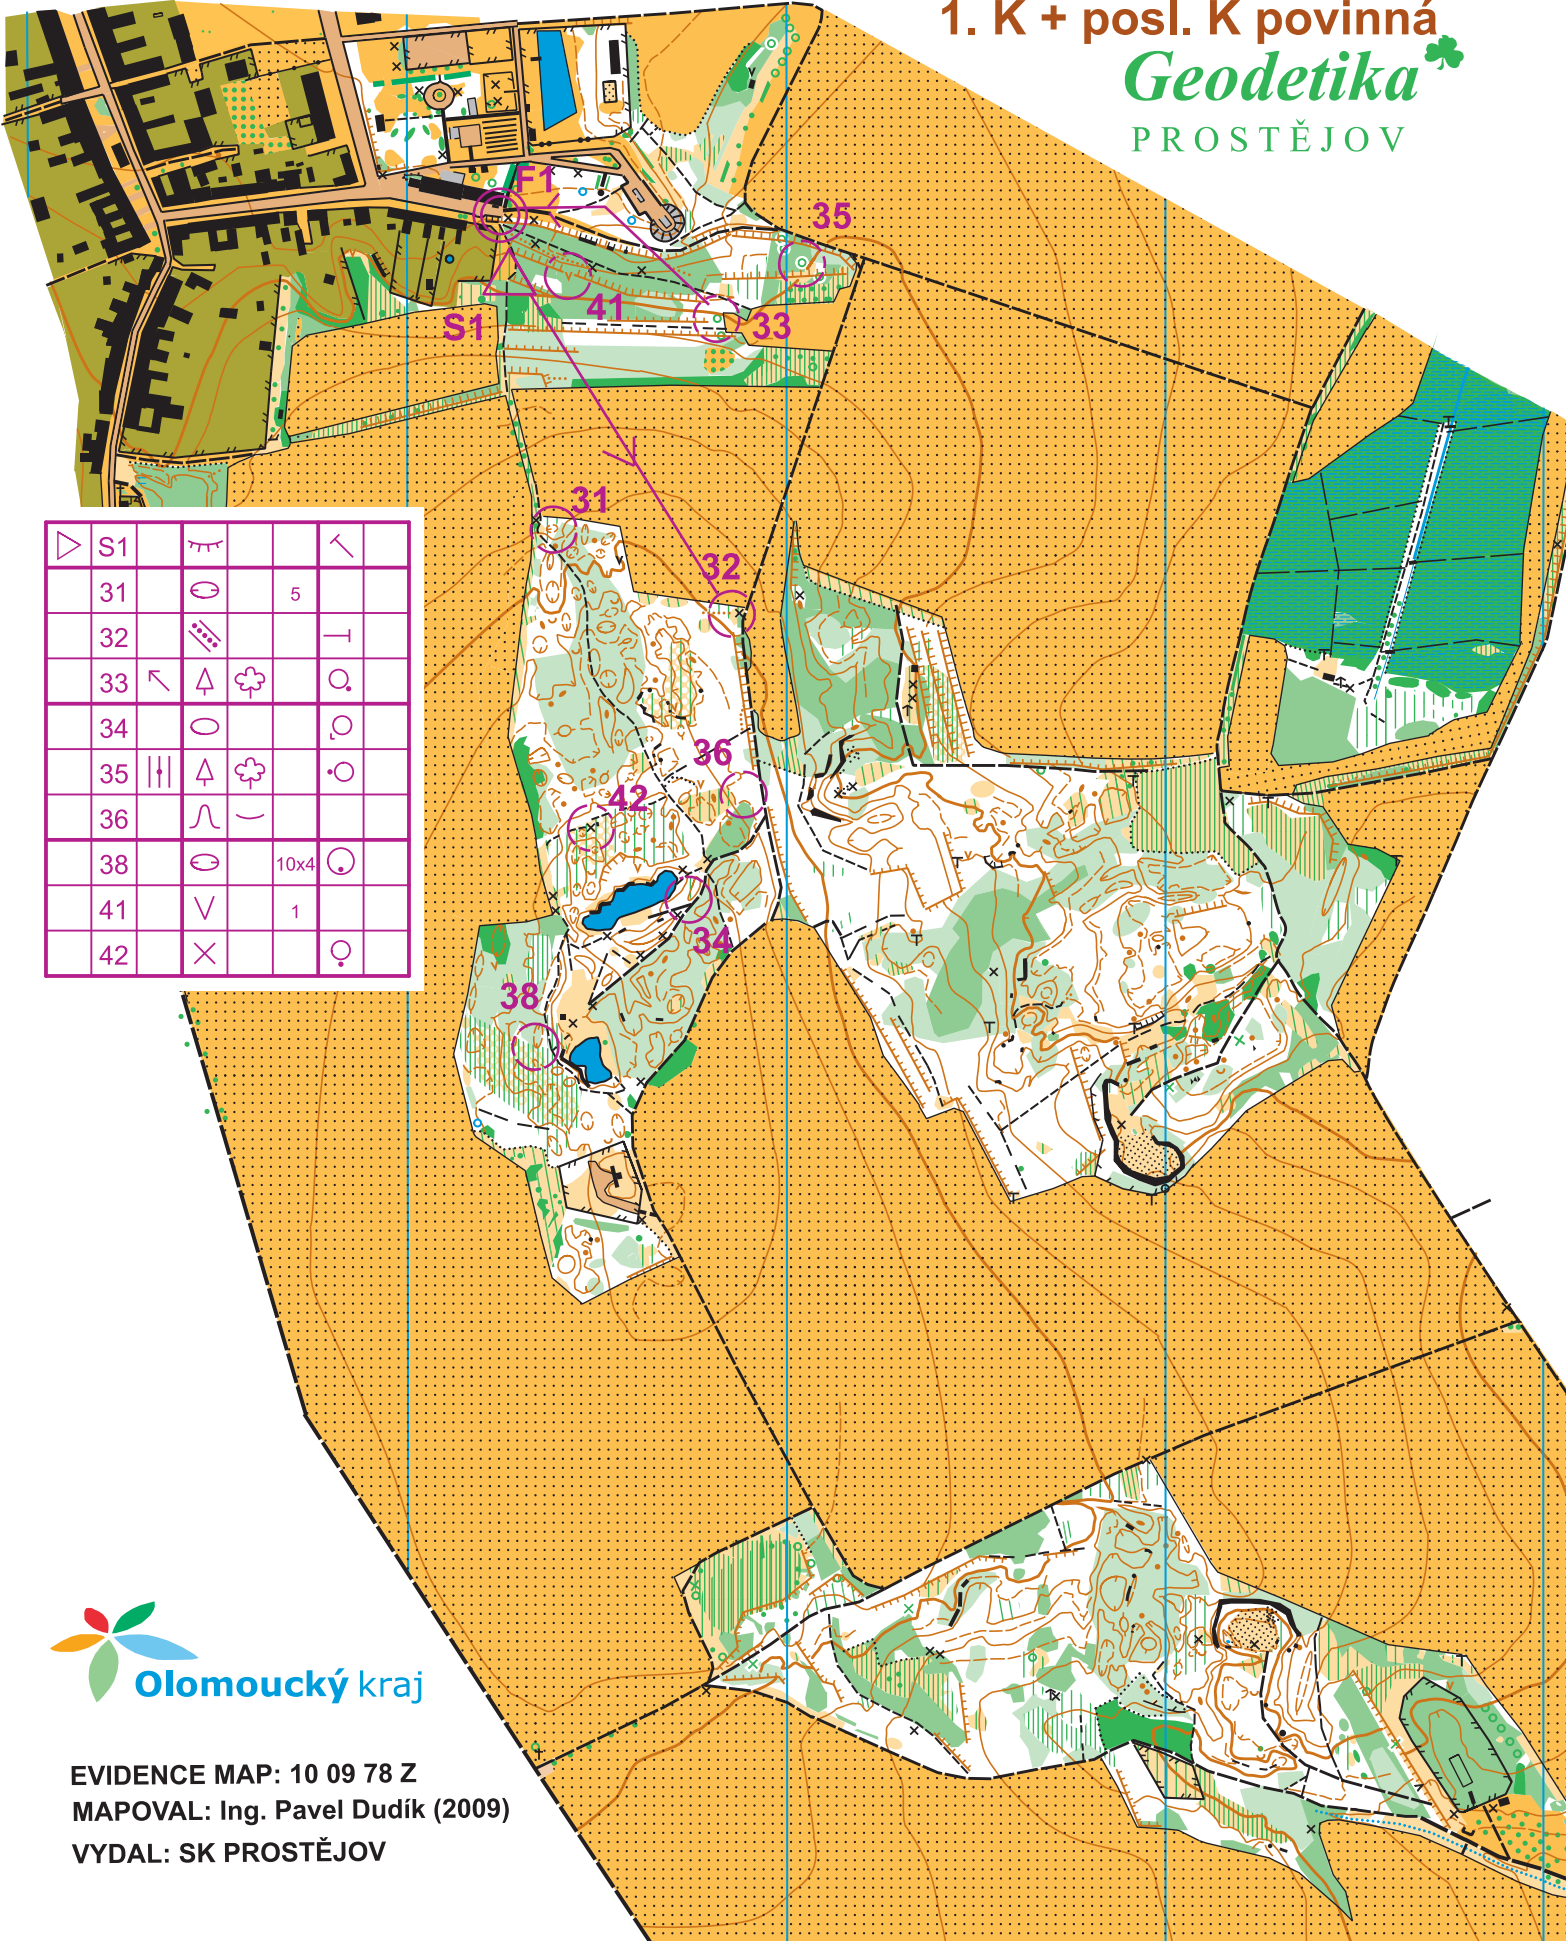 1. K + posl. K povinná
Geodetika
PROSTĚJOV
F1
35
41
S1
33
31
32
36
42
34
38
S1
31 5
32
33
34
35
36
38 10x4
41 1
42
Olomoucký kraj
EVIDENCE MAP: 10 09 78 Z
MAPOVAL: Ing. Pavel Dudík (2009)
VYDAL: SK PROSTĚJOV